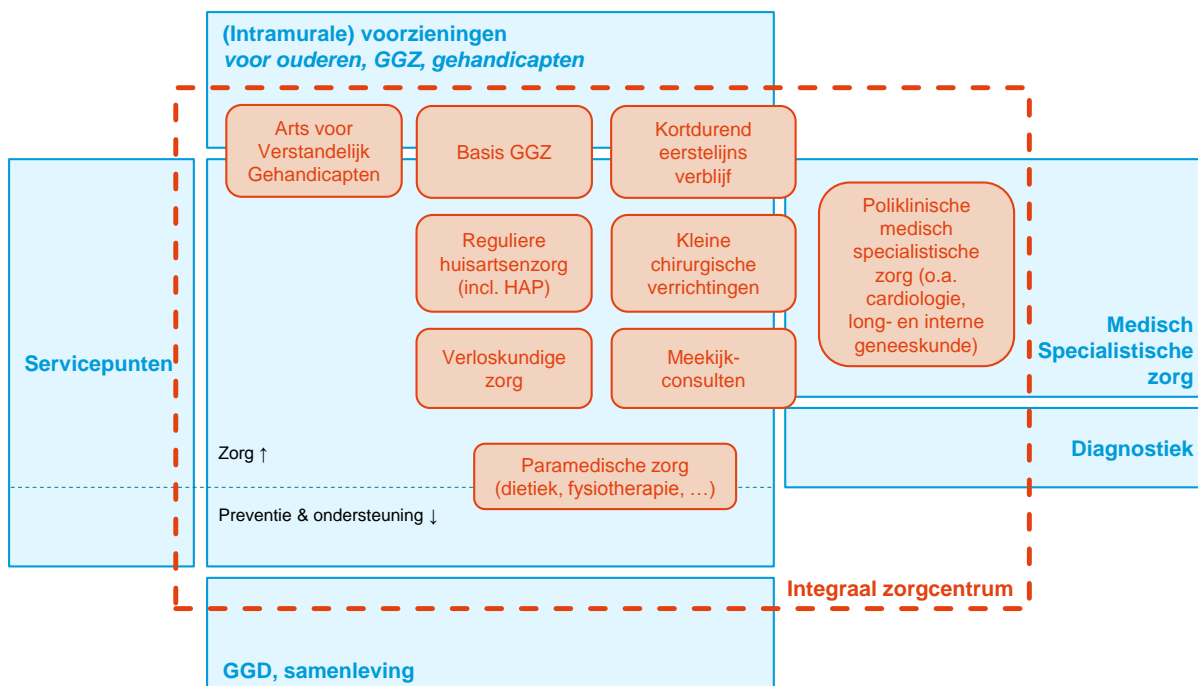 (Intramurale) voorzieningen
voor ouderen, GGZ, gehandicapten
Arts voor
Verstandelijk
Gehandicapten
Basis GGZ
Kortdurend
eerstelijns
verblijf
Reguliere
huisartsenzorg
(incl. HAP)
Kleine
chirurgische
verrichtingen
Poliklinische
medisch
specialistische
zorg (o.a.
cardiologie,
long- en interne
geneeskunde)
Servicepunten
Verloskundige
zorg
Meekijk-
consulten
Medisch
Specialistische
zorg
Zorg ↑
Paramedische zorg
(dietiek, fysiotherapie, …)
Diagnostiek
Preventie & ondersteuning ↓
Integraal zorgcentrum
GGD, samenleving